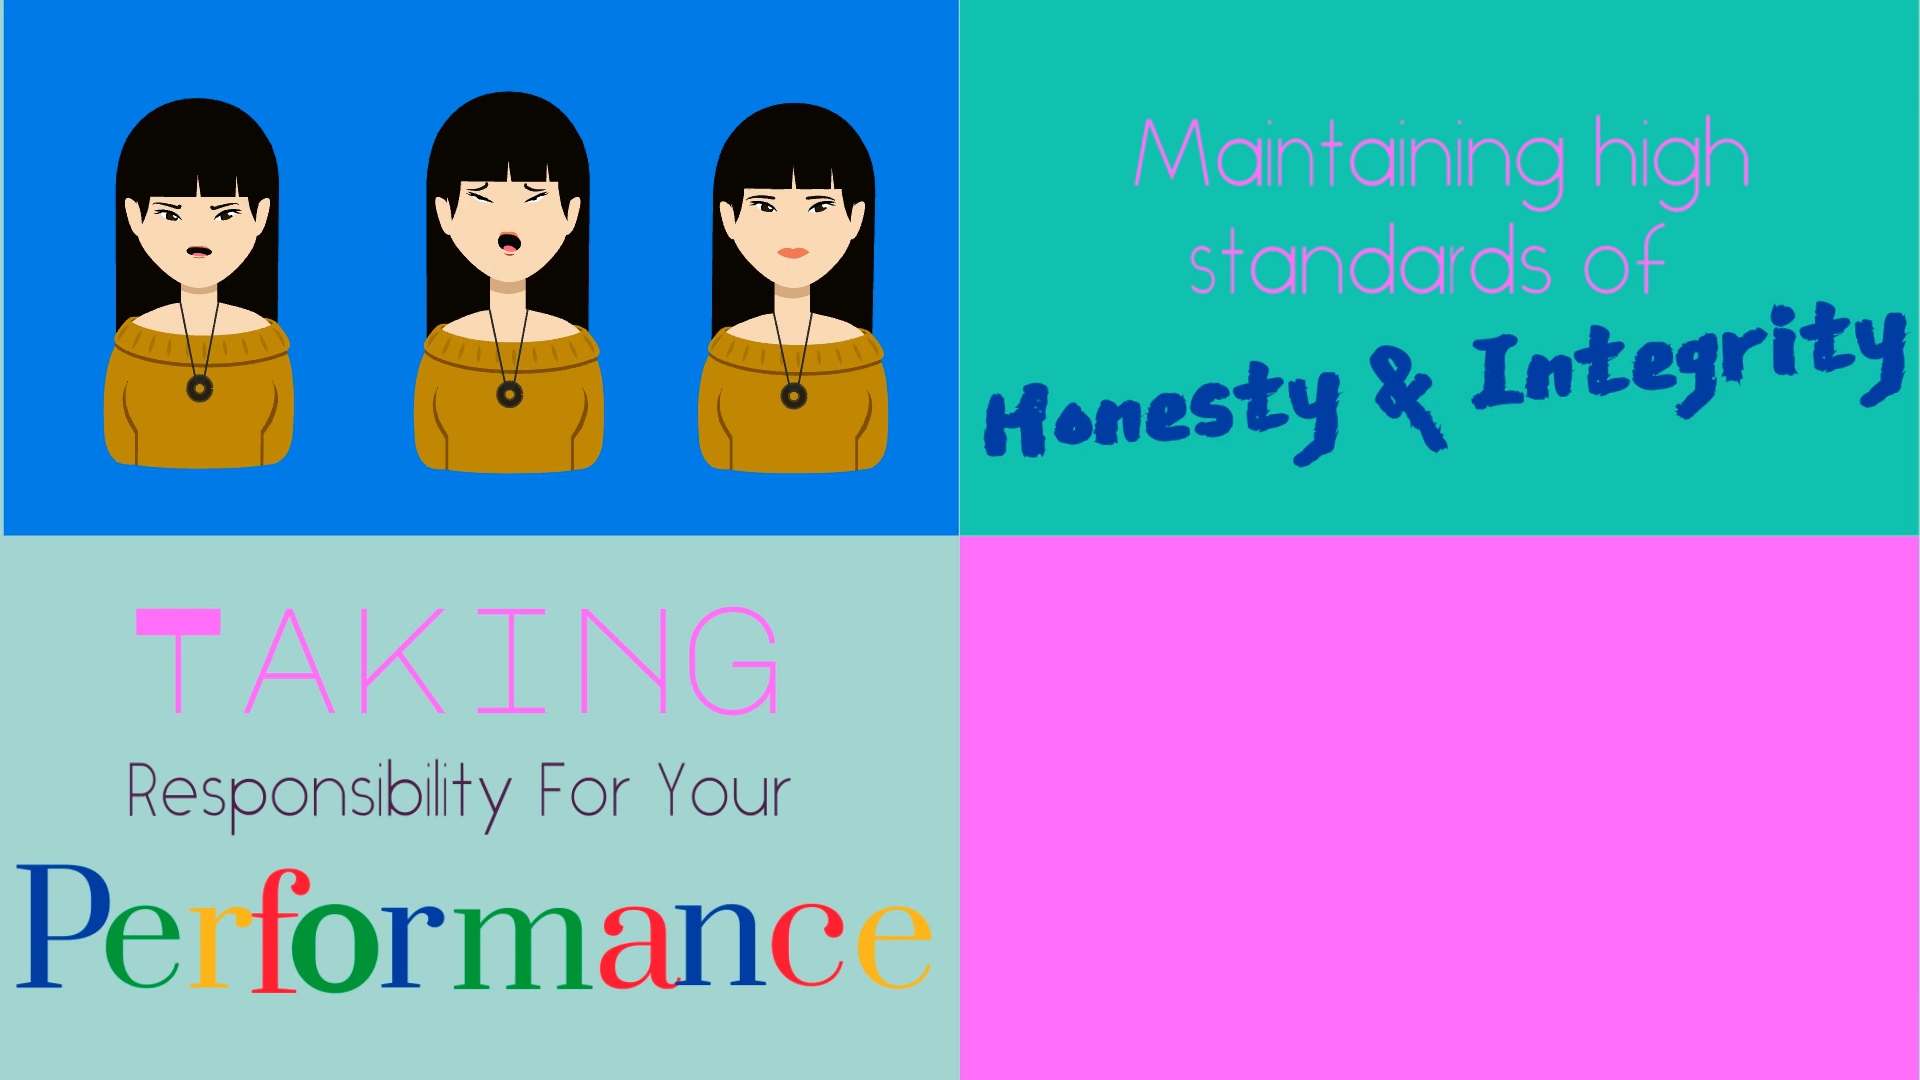 Maintaining high
standards of
Honesty & Integrity
TAKING
Responsibility For Your
Performance